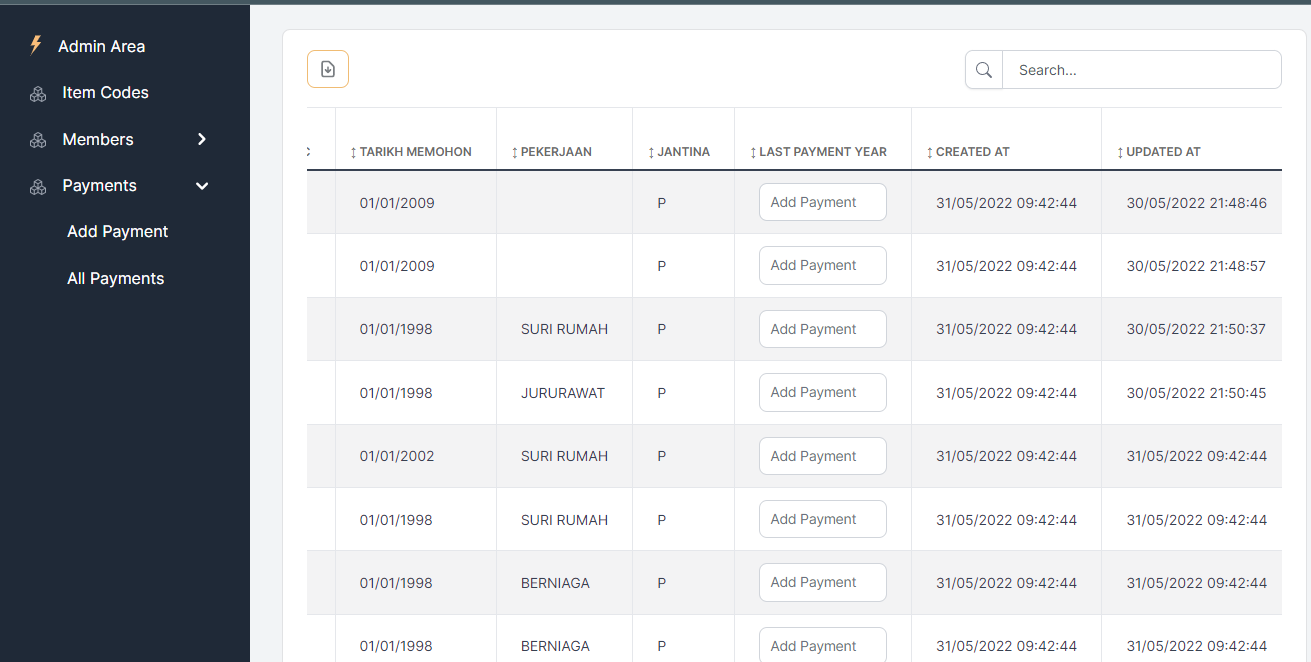 Admin Area
Item Codes
Members
Payments
Add Payment
All Payments
Search...
TARIKH MEMOHON PEKERJAAN JANTINA LAST PAYMENT YEAR CREATED AT UPDATED AT
01/01/2009 P Add Payment 31/05/2022 09:42:44 30/05/2022 21:48:46
01/01/2009 P Add Payment 31/05/2022 09:42:44 30/05/2022 21:48:57
01/01/1998 SURI RUMAH P Add Payment 31/05/2022 09:42:44 30/05/2022 21:50:37
01/01/1998 JURURAWAT P Add Payment 31/05/2022 09:42:44 30/05/2022 21:50:45
01/01/2002 SURI RUMAH P Add Payment 31/05/2022 09:42:44 31/05/2022 09:42:44
01/01/1998 SURI RUMAH P Add Payment 31/05/2022 09:42:44 31/05/2022 09:42:44
01/01/1998 BERNIAGA P Add Payment 31/05/2022 09:42:44 31/05/2022 09:42:44
01/01/1998 BERNIAGA P Add Payment 31/05/2022 09:42:44 31/05/2022 09:42:44